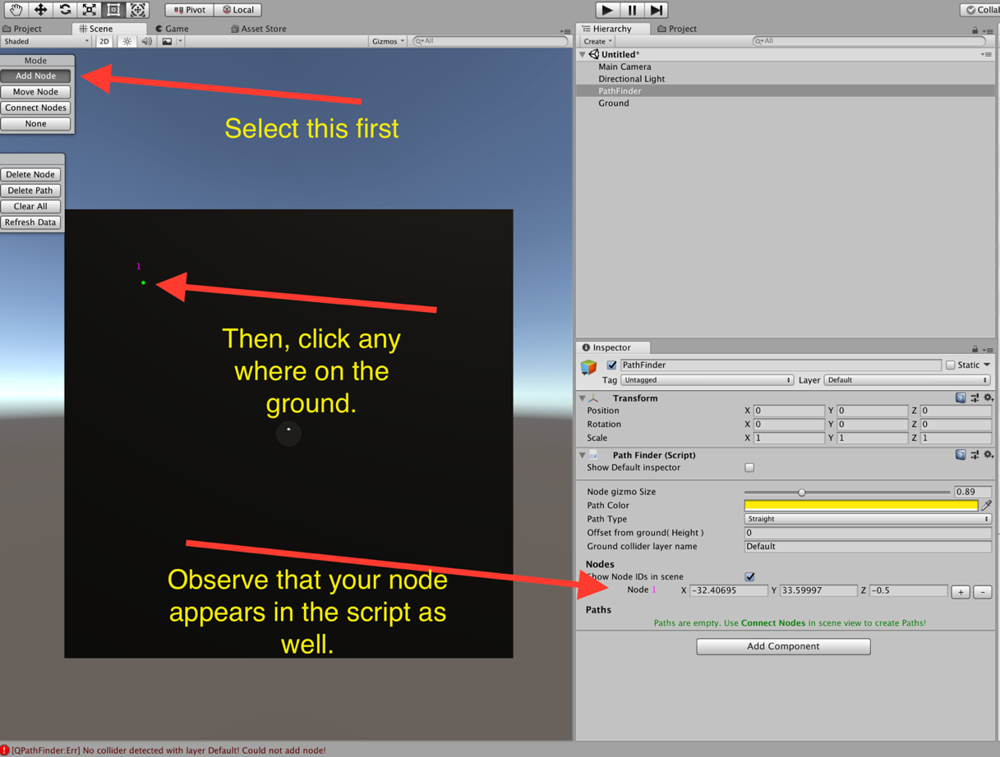 Pivot Local Collab
Project Scene Game Asset Store Hierarchy Project
Shaded 2D Gizmos All Create All
Mode
Add Node
Move Node
Connect Nodes
None
Delete Node
Delete Path
Clear All
Refresh Data
Select this first
1
Then, click any
where on the
ground.
Observe that your node
appears in the script as
well.
Untitled*
Main Camera
Directional Light
PathFinder
Ground
Inspector
PathFinder Static
Tag Untagged Layer Default
Transform
Position X 0 Y 0 Z 0
Rotation X 0 Y 0 Z 0
Scale X 1 Y 1 Z 1
Path Finder (Script)
Show Default inspector
Node gizmo Size 0.89
Path Color
Path Type Straight
Offset from ground( Height ) 0
Ground collider layer name Default
Nodes
Show Node IDs in scene
Node 1 X -32.40695 Y 33.59997 Z -0.5 + -
Paths
Paths are empty. Use Connect Nodes in scene view to create Paths!
Add Component
[QPathFinder:Err] No collider detected with layer Default! Could not add node!